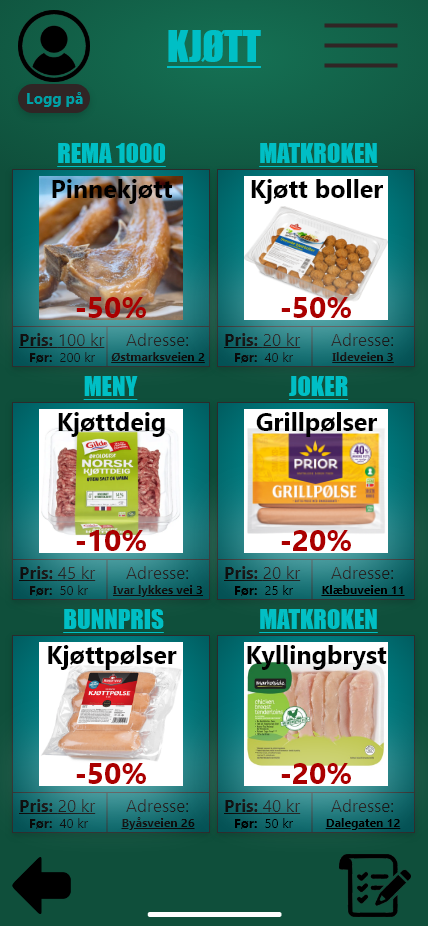 KJØTT
Logg på
REMA 1000
MATKROKEN
Pinnekjøtt
-50%
Pris: 100 kr
Før: 200 kr
Adresse:
Østmarksveien 2
Kjøtt boller
-50%
Pris: 20 kr
Før: 40 kr
Adresse:
Ildeveien 3
MENY
JOKER
Kjøttdeig
Gilde
NORSK
KJØTTDEIG
-10%
Pris: 45 kr
Før: 50 kr
Adresse:
Ivar lykkes vei 3
Grillpølser
PRIOR
40%
GRILLPØLSE
-20%
Pris: 20 kr
Før: 25 kr
Adresse:
Klæbuveien 11
BUNNPRIS
MATKROKEN
Kjøttpølser
KJØTTPØLSE
-50%
Pris: 20 kr
Før: 40 kr
Adresse:
Byåsveien 26
Kyllingbryst
chicken
-20%
Pris: 40 kr
Før: 50 kr
Adresse:
Dalegaten 12